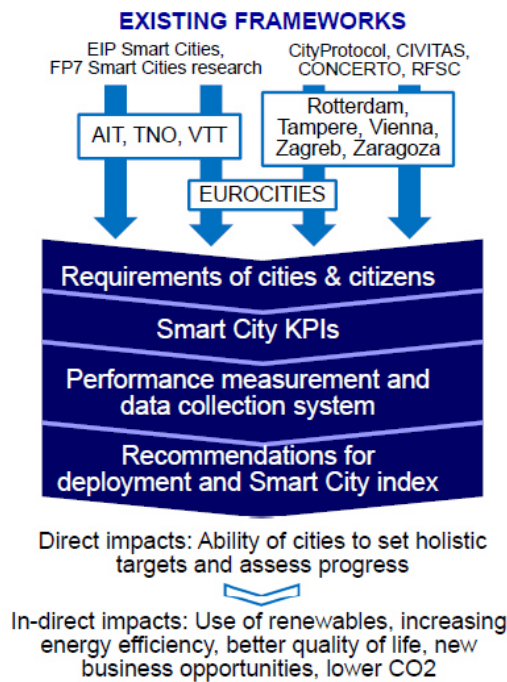 EXISTING FRAMEWORKS
EIP Smart Cities,
FP7 Smart Cities research
CityProtocol, CIVITAS,
CONCERTO, RFSC
AIT, TNO, VTT
Rotterdam,
Tampere, Vienna,
Zagreb, Zaragoza
EUROCITIES
Requirements of cities & citizens
Smart City KPIs
Performance measurement and
data collection system
Recommendations for
deployment and Smart City index
Direct impacts: Ability of cities to set holistic
targets and assess progress
In-direct impacts: Use of renewables, increasing
energy efficiency, better quality of life, new
business opportunities, lower CO2